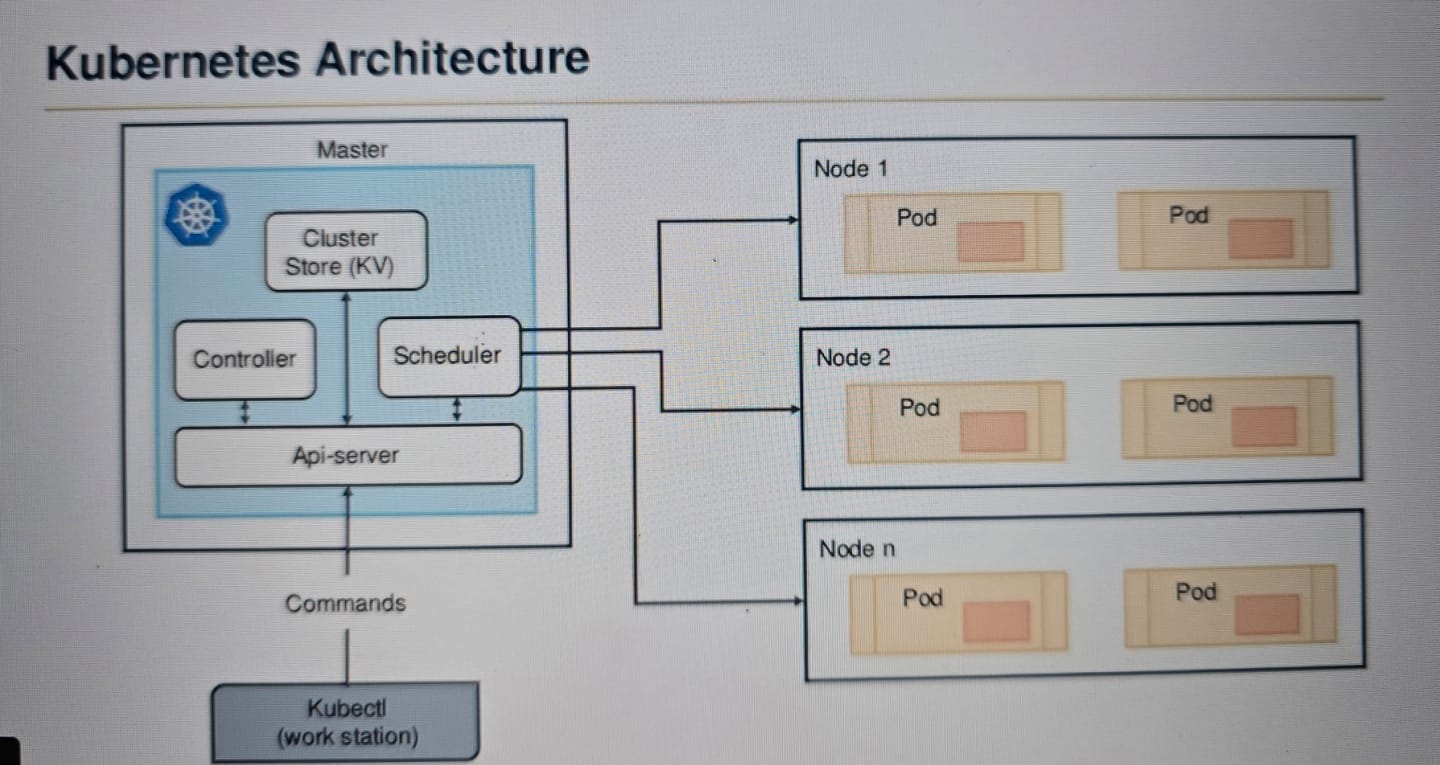 Kubernetes Architecture
Master
Cluster
Store (KV)
Controller
Scheduler
Api-server
Commands
Kubectl
(work station)
Node 1
Pod
Pod
Node 2
Pod
Pod
Node n
Pod
Pod